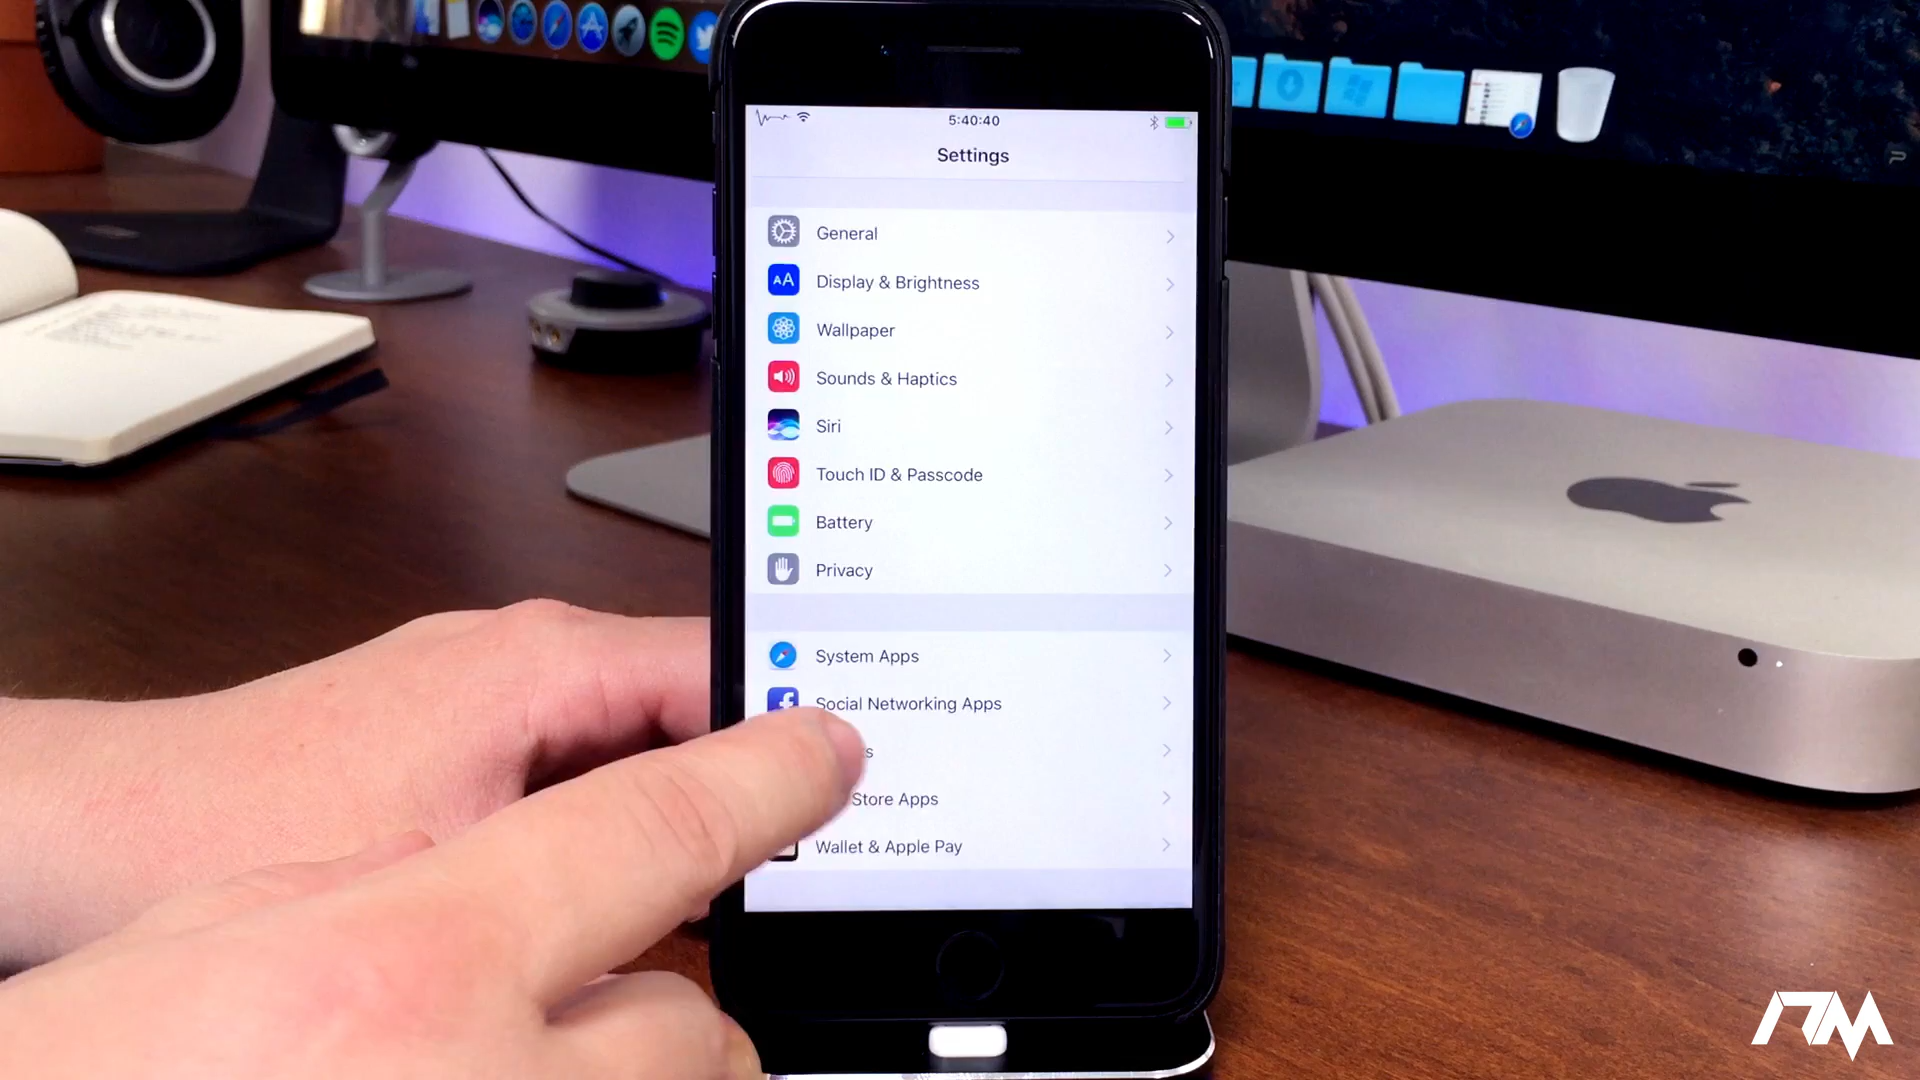 5:40:40
Settings
General
AA
Display & Brightness
Wallpaper
Sounds & Haptics
Siri
Touch ID & Passcode
Battery
Privacy
System Apps
Social Networking Apps
Store Apps
Wallet & Apple Pay